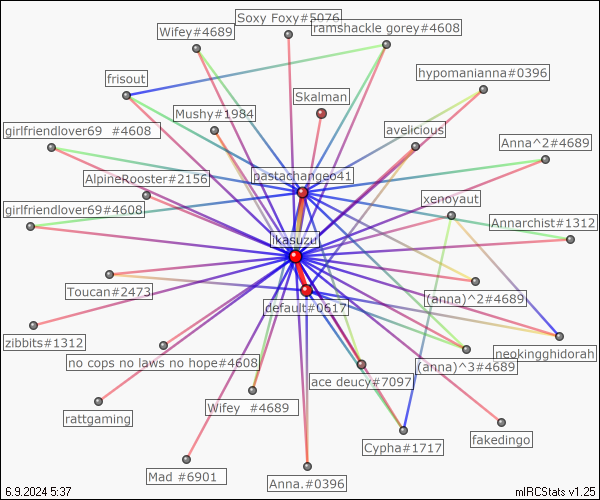 Soxy Foxy#5076
Wifey#4689
ramshackle gorey#4608
frisout
hypomanianna#0396
Skalman
Mushy#1984
girlfriendlover69 #4608
avelicious
Anna^2#4689
pastachangeo41
AlpineRooster#2156
xenoyaut
girlfriendlover69#4608
Annarchist#1312
ikasuzu
Toucan#2473
(anna)^2#4689
default#0617
zibbits#1312
neokingghidorah
no cops no laws no hope#4608
(anna)^3#4689
ace deucy#7097
Wifey #4689
rattgaming
Cypha#1717
fakedingo
Mad #6901
Anna.#0396
6.9.2024 5:37
mIRCStats v1.25